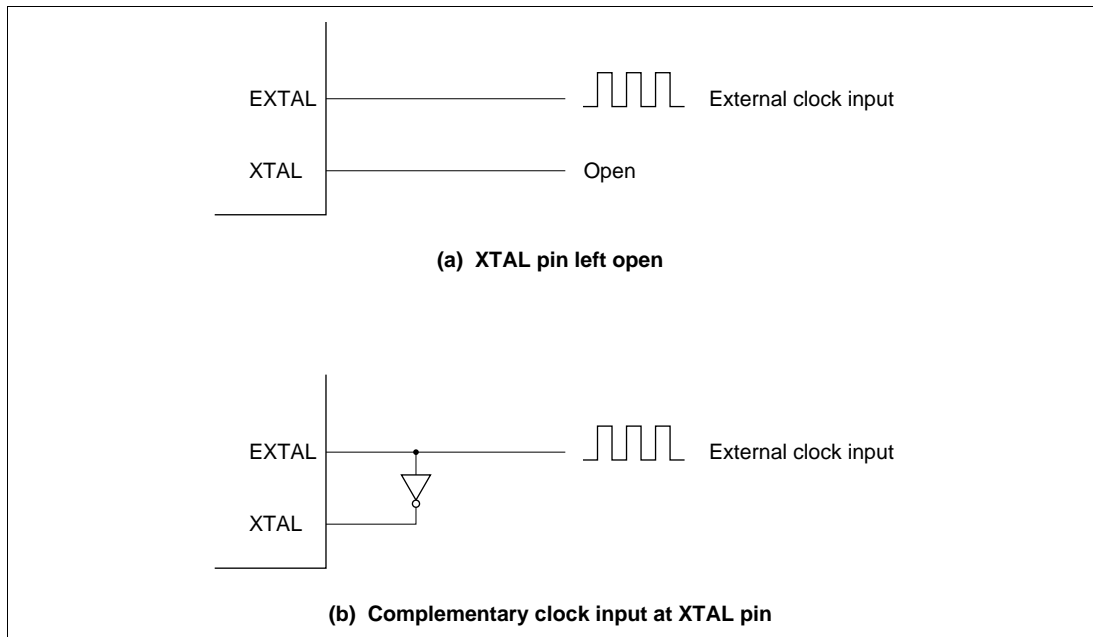 EXTAL External clock input
XTAL Open
(a) XTAL pin left open
EXTAL External clock input
XTAL
(b) Complementary clock input at XTAL pin